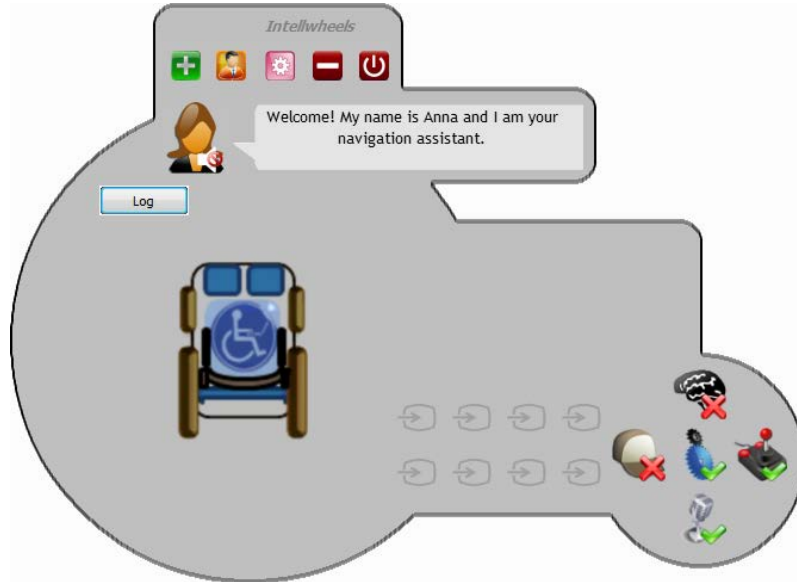 Intellwheels
Welcome! My name is Anna and I am your
navigation assistant.
Log